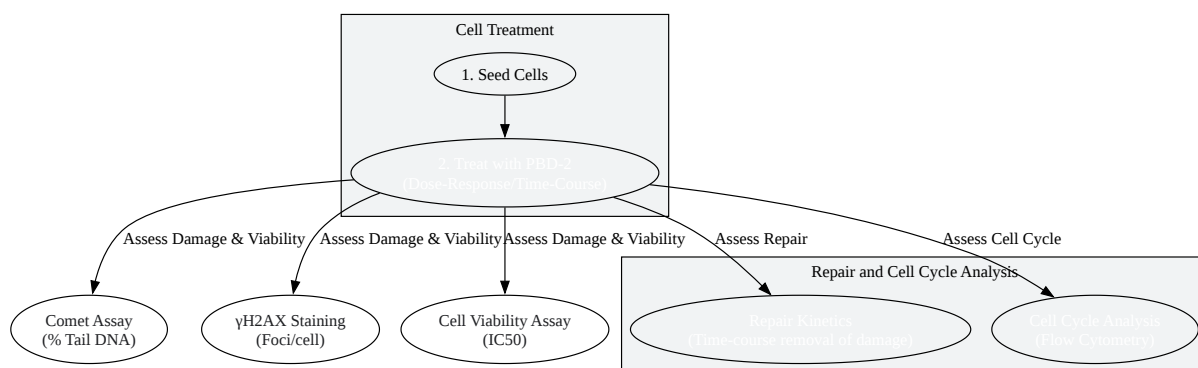 Cell Treatment
1. Seed Cells
2. Treat with PBD-2
(Dose-Response/Time-Course)
Assess Damage & Viability
Assess Damage & Viability
Assess Damage & Viability
Assess Repair
Assess Cell Cycle
Repair and Cell Cycle Analysis
Comet Assay
(% Tail DNA)
γH2AX Staining
(Foci/cell)
Cell Viability Assay
(IC50)
Repair Kinetics
(Time-course removal of damage)
Cell Cycle Analysis
(Flow Cytometry)